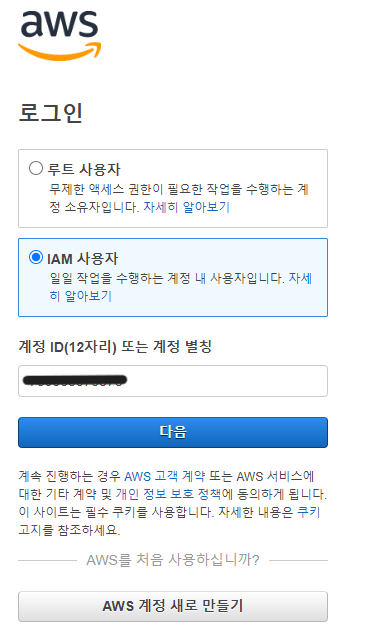 aws
로그인
루트 사용자
무제한 액세스 권한이 필요한 작업을 수행하는 계
정 소유자입니다. 자세히 알아보기
IAM 사용자
일일 작업을 수행하는 계정 내 사용자입니다. 자세
히 알아보기
계정 ID(12자리) 또는 계정 별칭
다음
계속 진행하는 경우 AWS 고객 계약 또는 AWS 서비스에
대한 기타 계약 및 개인 정보 보호 정책에 동의하게 됩니다.
이 사이트는 필수 쿠키를 사용합니다. 자세한 내용은 쿠키
고지를 참조하세요.
AWS를 처음 사용하십니까?
AWS 계정 새로 만들기